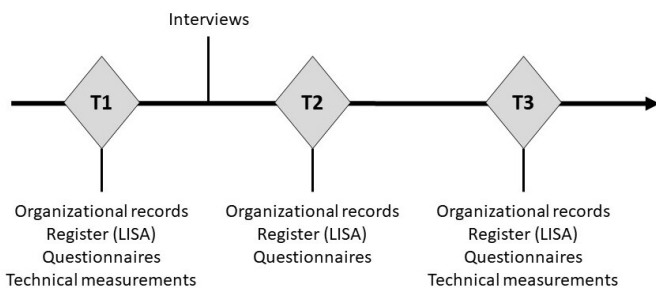 Interviews
T1
T2
T3
Organizational records
Register (LISA)
Questionnaires
Technical measurements
Organizational records
Register (LISA)
Questionnaires
Organizational records
Register (LISA)
Questionnaires
Technical measurements